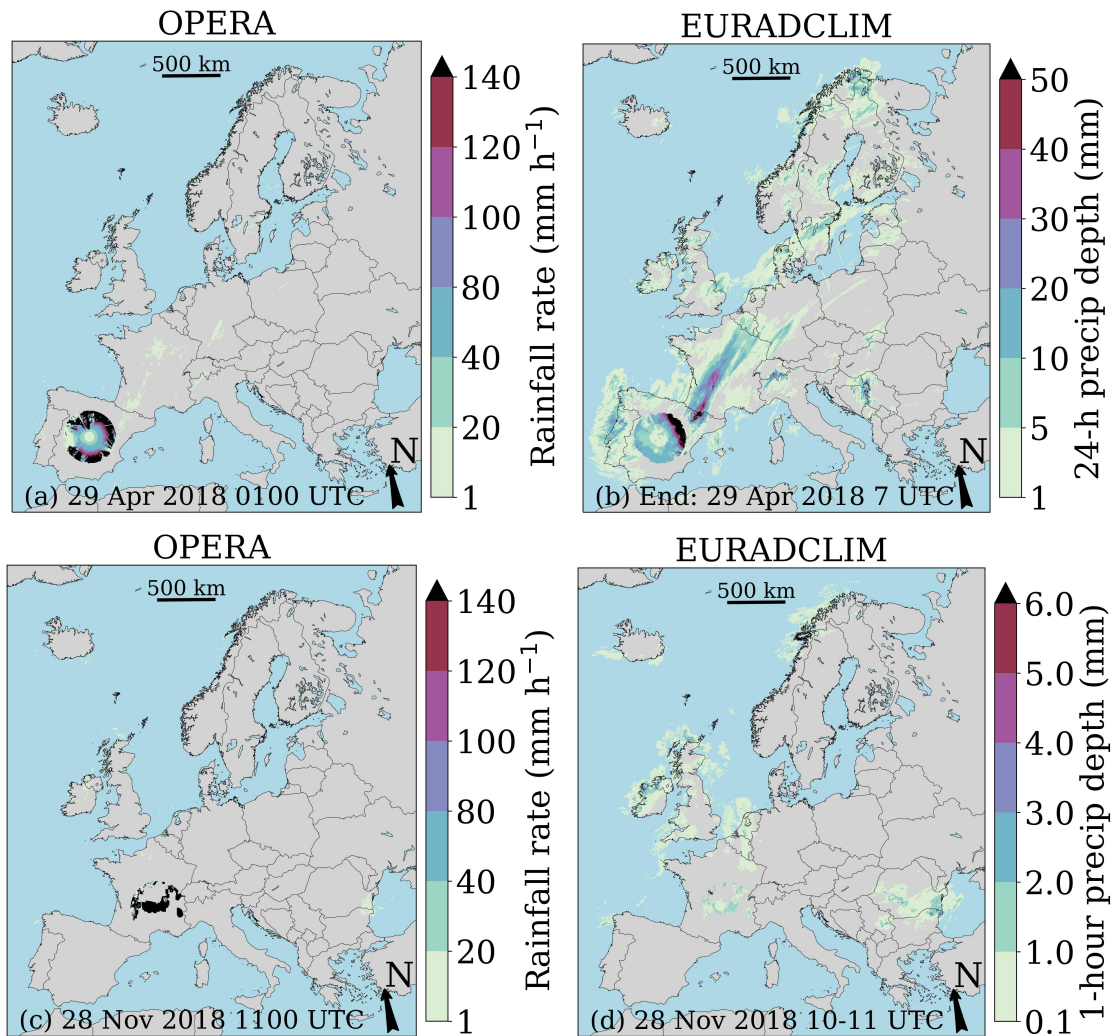 OPERA
500 km
N
(a) 29 Apr 2018 0100 UTC
140
120
100
80
40
20
1
Rainfall rate (mm h⁻¹)
EURADCLIM
500 km
N
(b) End: 29 Apr 2018 7 UTC
50
40
30
20
10
5
1
24-h precip depth (mm)
OPERA
500 km
N
(c) 28 Nov 2018 1100 UTC
140
120
100
80
40
20
1
Rainfall rate (mm h⁻¹)
EURADCLIM
500 km
N
(d) 28 Nov 2018 10-11 UTC
6.0
5.0
4.0
3.0
2.0
1.0
0.1
1-hour precip depth (mm)